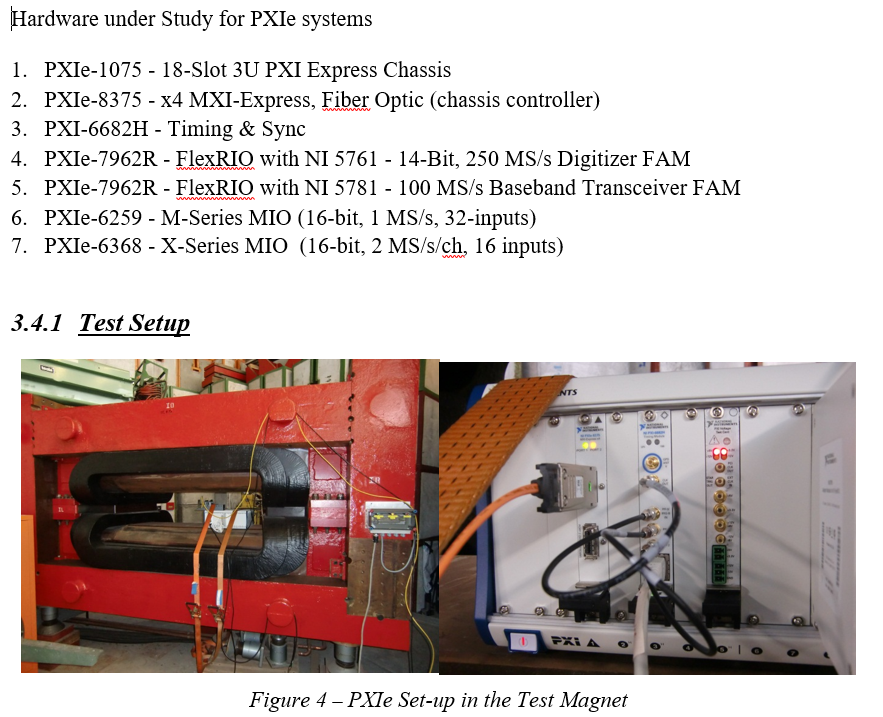 Hardware under Study for PXIe systems
1. PXIe-1075 - 18-Slot 3U PXI Express Chassis
2. PXIe-8375 - x4 MXI-Express, Fiber Optic (chassis controller)
3. PXI-6682H - Timing & Sync
4. PXIe-7962R - FlexRIO with NI 5761 - 14-Bit, 250 MS/s Digitizer FAM
5. PXIe-7962R - FlexRIO with NI 5781 - 100 MS/s Baseband Transceiver FAM
6. PXIe-6259 - M-Series MIO (16-bit, 1 MS/s, 32-inputs)
7. PXIe-6368 - X-Series MIO (16-bit, 2 MS/s/ch, 16 inputs)
3.4.1 Test Setup
NTS
PXI
Figure 4 – PXIe Set-up in the Test Magnet